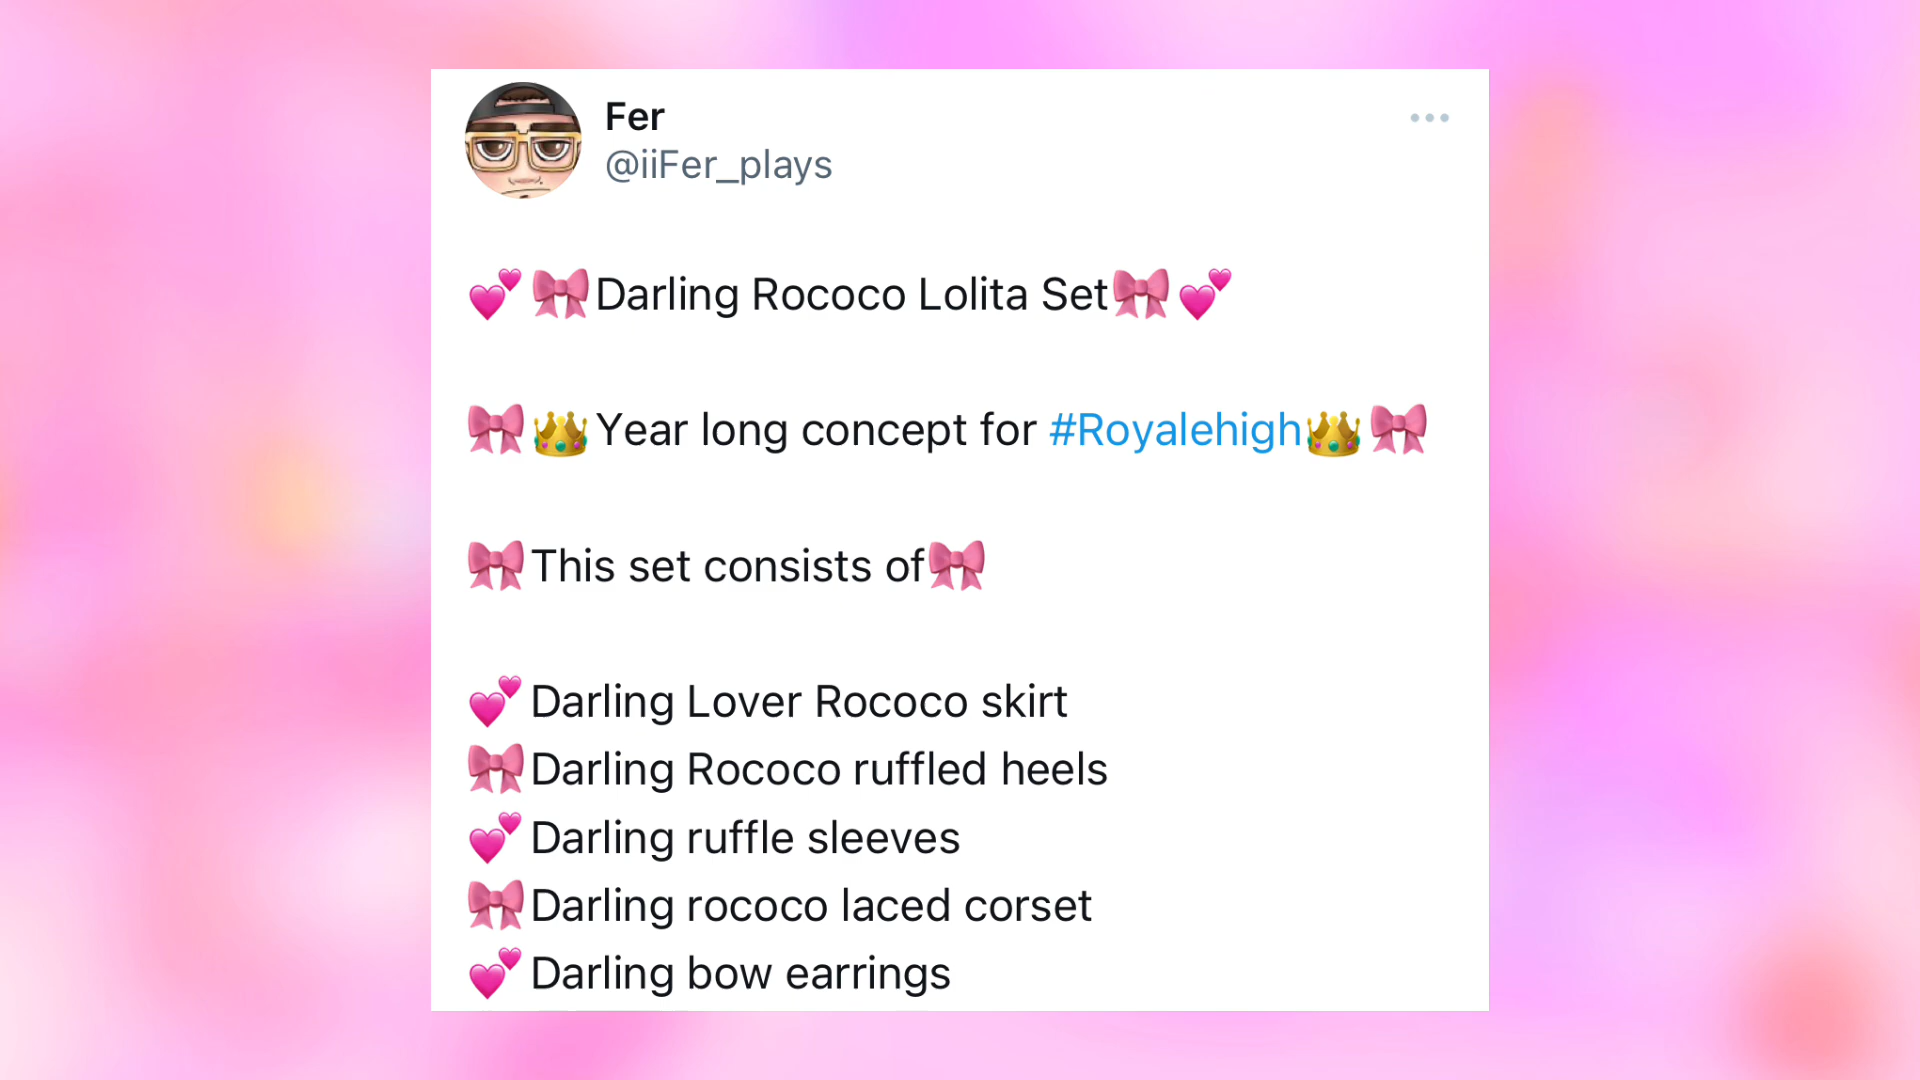 Fer
@iiFer_plays
💕🎀Darling Rococo Lolita Set🎀💕
🎀👑Year long concept for #Royalehigh👑🎀
🎀This set consists of🎀
💕Darling Lover Rococo skirt
🎀Darling Rococo ruffled heels
💕Darling ruffle sleeves
🎀Darling rococo laced corset
💕Darling bow earrings